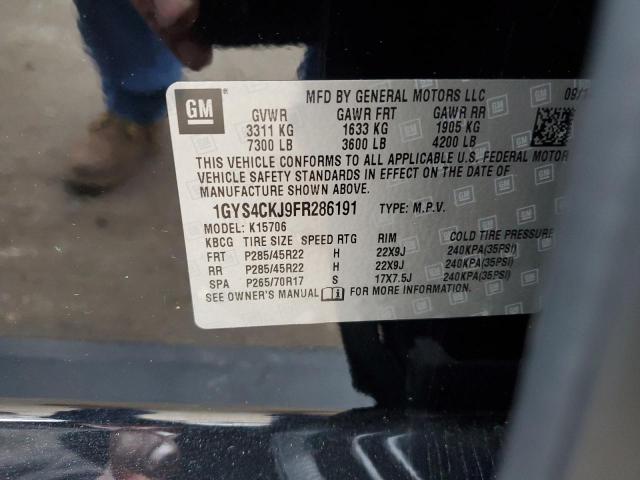 GM
MFD BY GENERAL MOTORS LLC 09/1
GVWR GAWR FRT GAWR RR
3311 KG 1633 KG 1905 KG
7300 LB 3600 LB 4200 LB
THIS VEHICLE CONFORMS TO ALL APPLICABLE U.S. FEDERAL MOTOR
VEHICLE SAFETY STANDARDS IN EFFECT ON THE DATE OF
MANUFACTURE SHOWN ABOVE.
1GYS4CKJ9FR286191 TYPE: M.P.V.
MODEL: K15706
KBCG TIRE SIZE SPEED RTG RIM COLD TIRE PRESSURE
FRT P285/45R22 H 22X9J 240KPA(35PSI)
RR P285/45R22 H 22X9J 240KPA(35PSI)
SPA P265/70R17 S 17X7.5J 240KPA(35PSI)
SEE OWNER'S MANUAL FOR MORE INFORMATION